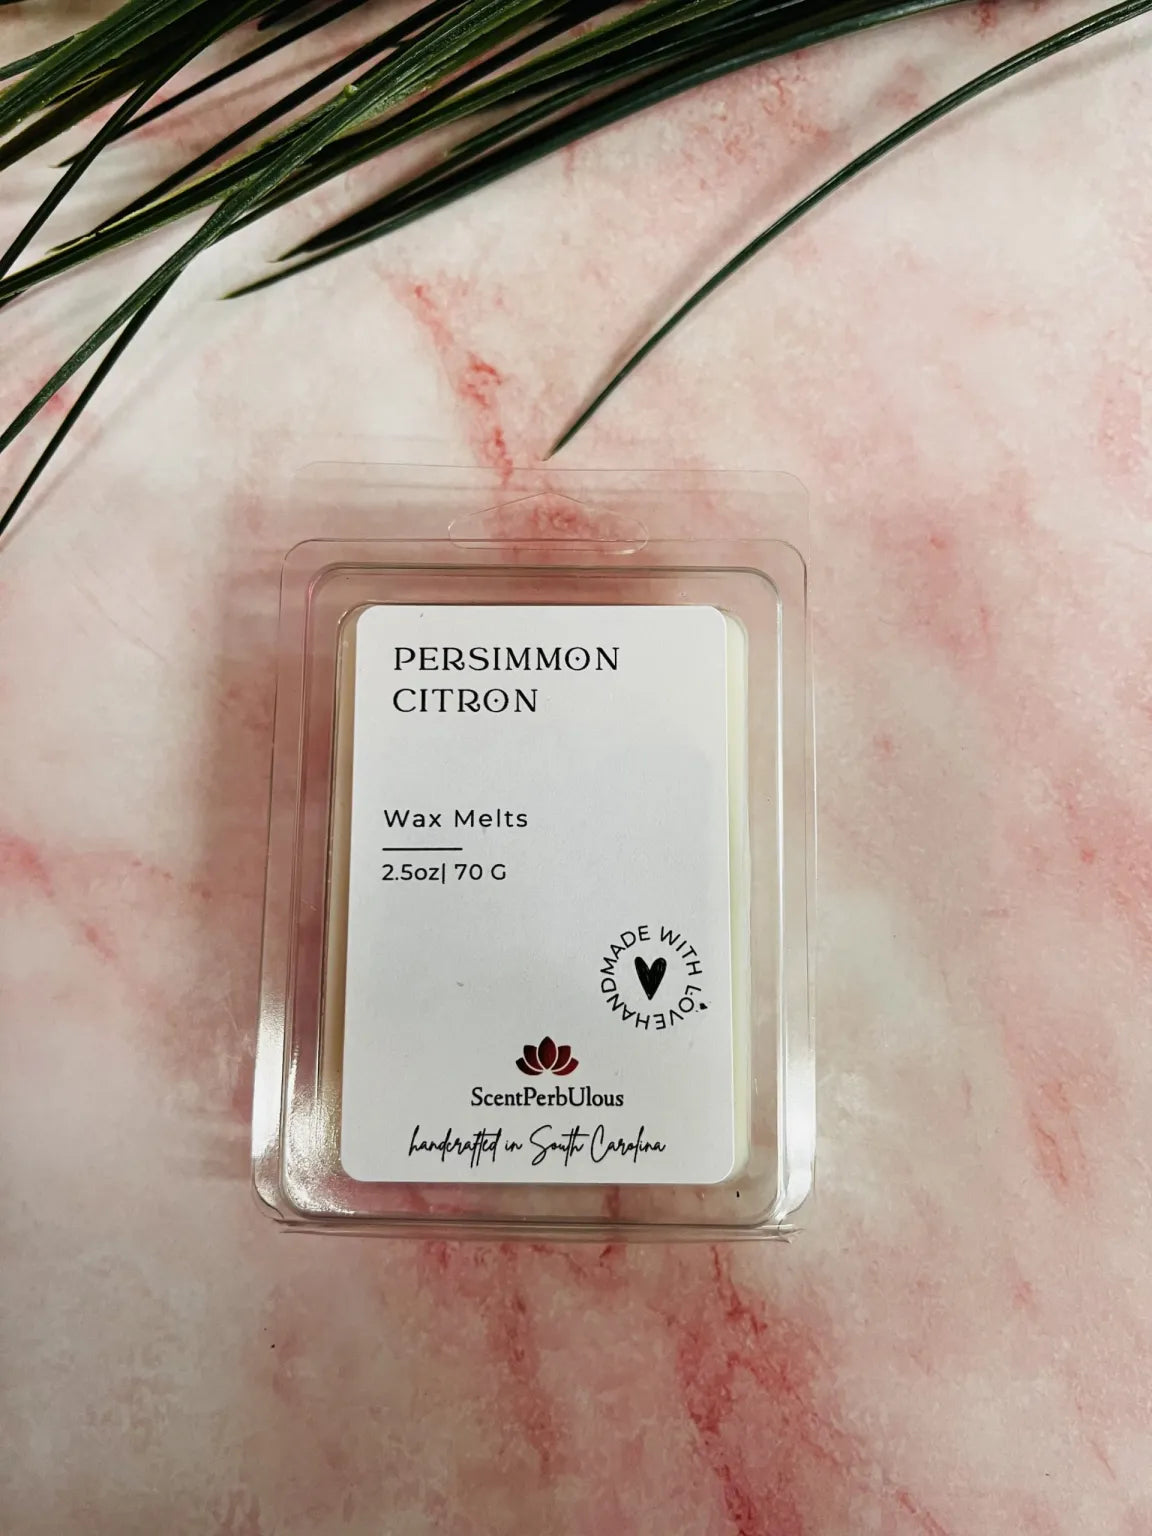 PERSIMMON
CITRON
Wax Melts
2.5oz| 70 G
HANDMADE WITH LOVE
ScentPerbUlous
handcrafted in South Carolina